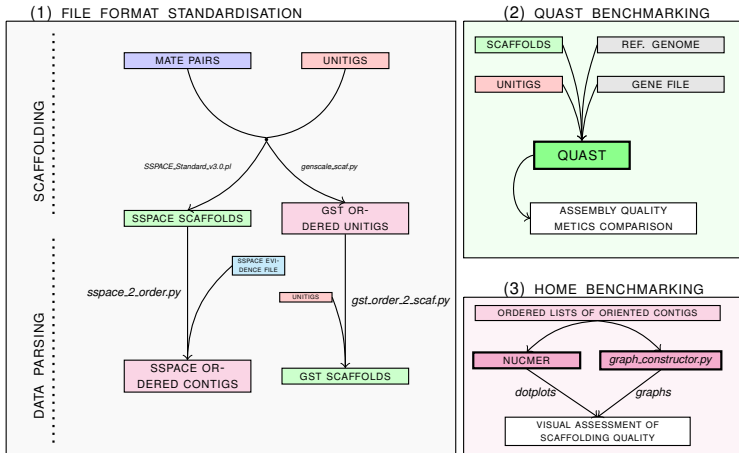 (1) FILE FORMAT STANDARDISATION
SCAFFOLDING
MATE PAIRS
UNITIGS
SSPACE_Standard_v3.0.pl
genscale_scaf.py
SSPACE SCAFFOLDS
GST OR-
DERED UNITIGS
DATA PARSING
sspace_2_order.py
SSPACE EVI-
DENCE FILE
UNITIGS
gst_order_2_scaf.py
SSPACE OR-
DERED CONTIGS
GST SCAFFOLDS
(2) QUAST BENCHMARKING
SCAFFOLDS
REF. GENOME
UNITIGS
GENE FILE
QUAST
ASSEMBLY QUALITY
METICS COMPARISON
(3) HOME BENCHMARKING
ORDERED LISTS OF ORIENTED CONTIGS
NUCMER
graph_constructor.py
dotplots
graphs
VISUAL ASSESSMENT OF
SCAFFOLDING QUALITY